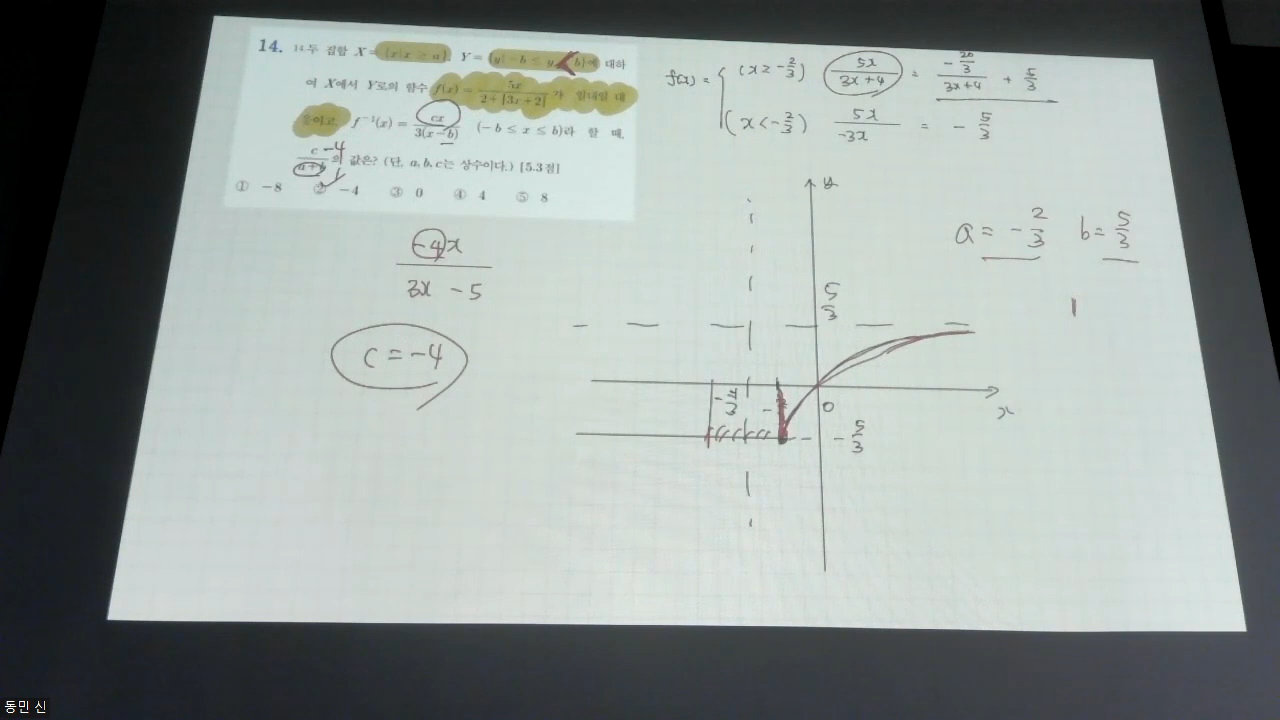 14. 14.두 집합 X = {x|x ≥ a}, Y = {y|-b ≤ y < b}에 대하
여 X에서 Y로의 함수 f(x) = 5x / (2+|3x+2|) 가 일대일 대
응이고 f⁻¹(x) = cx / 3(x-b) (-b ≤ x ≤ b)라 할 때,
c / (a+b) 의 값은? (단, a, b, c는 상수이다.) [5.3점]
-4
1
① -8 ② -4 ③ 0 ④ 4 ⑤ 8
f(x) = { (x ≥ -2/3) 5x / (3x+4) = (-20/3) / (3x+4) + 5/3
(x < -2/3) 5x / -3x = -5/3
-4x / (3x - 5)
c = -4
a = -2/3 b = 5/3
y
5/3
-4/3
-
0
x
-5/3
동민 신